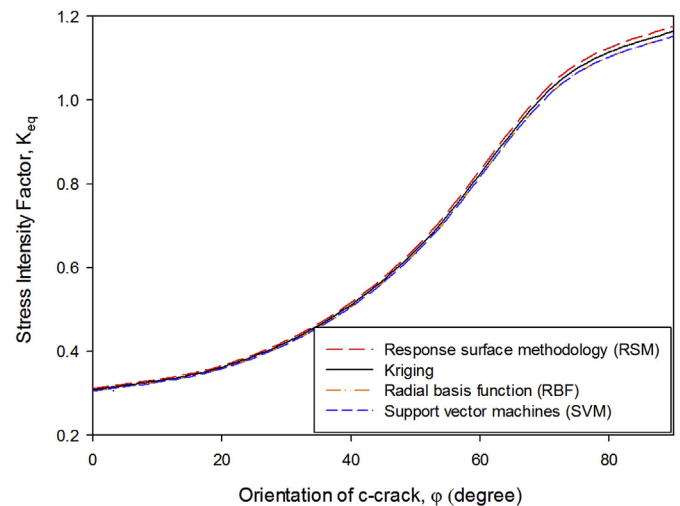 1.2
1.0
0.8
0.6
0.4
0.2
Stress Intensity Factor, Keq
Response surface methodology (RSM)
Kriging
Radial basis function (RBF)
Support vector machines (SVM)
0 20 40 60 80
Orientation of c-crack, φ (degree)